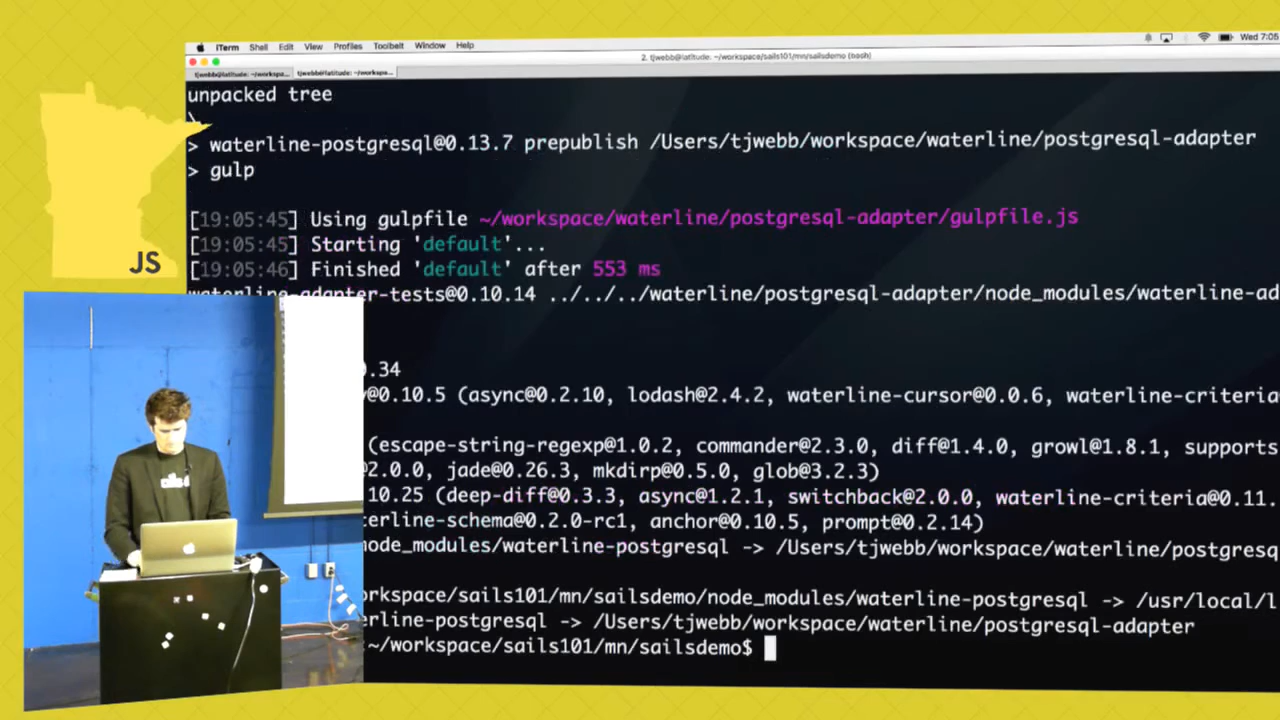 iTerm Shell Edit View Profiles Toolbelt Window Help
Wed 7:05
2. tjwebb@latitude: ~/workspace/sails101/mn/sailsdemo (bash)
tjwebb@latitude: ~/workspa...
tjwebb@latitude: ~/workspa...
unpacked tree
\
> waterline-postgresql@0.13.7 prepublish /Users/tjwebb/workspace/waterline/postgresql-adapter
> gulp
[19:05:45] Using gulpfile ~/workspace/waterline/postgresql-adapter/gulpfile.js
[19:05:45] Starting 'default'...
[19:05:46] Finished 'default' after 553 ms
waterline-adapter-tests@0.10.14 ../../../waterline/postgresql-adapter/node_modules/waterline-ad
.34
@0.10.5 (async@0.2.10, lodash@2.4.2, waterline-cursor@0.0.6, waterline-criteria
(escape-string-regexp@1.0.2, commander@2.3.0, diff@1.4.0, growl@1.8.1, supports
@2.0.0, jade@0.26.3, mkdirp@0.5.0, glob@3.2.3)
10.25 (deep-diff@0.3.3, async@1.2.1, switchback@2.0.0, waterline-criteria@0.11.
terline-schema@0.2.0-rc1, anchor@0.10.5, prompt@0.2.14)
node_modules/waterline-postgresql -> /Users/tjwebb/workspace/waterline/postgresq
orkspace/sails101/mn/sailsdemo/node_modules/waterline-postgresql -> /usr/local/l
erline-postgresql -> /Users/tjwebb/workspace/waterline/postgresql-adapter
:~/workspace/sails101/mn/sailsdemo$
JS